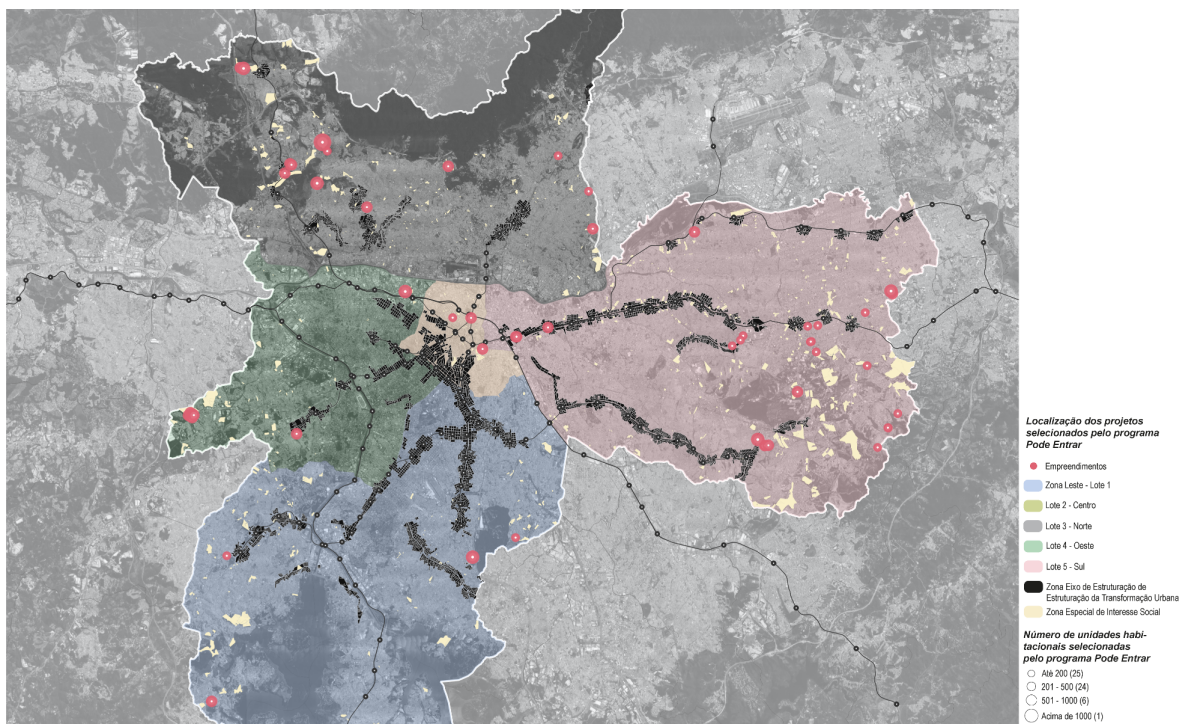 Localização dos projetos
selecionados pelo programa
Pode Entrar
Empreendimentos
Zona Leste - Lote 1
Lote 2 - Centro
Lote 3 - Norte
Lote 4 - Oeste
Lote 5 - Sul
Zona Eixo de Estruturação de
Estruturação da Transformação Urbana
Zona Especial de Interesse Social
Número de unidades habi-
tacionais selecionadas
pelo programa Pode Entrar
Até 200 (25)
201 - 500 (24)
501 - 1000 (6)
Acima de 1000 (1)